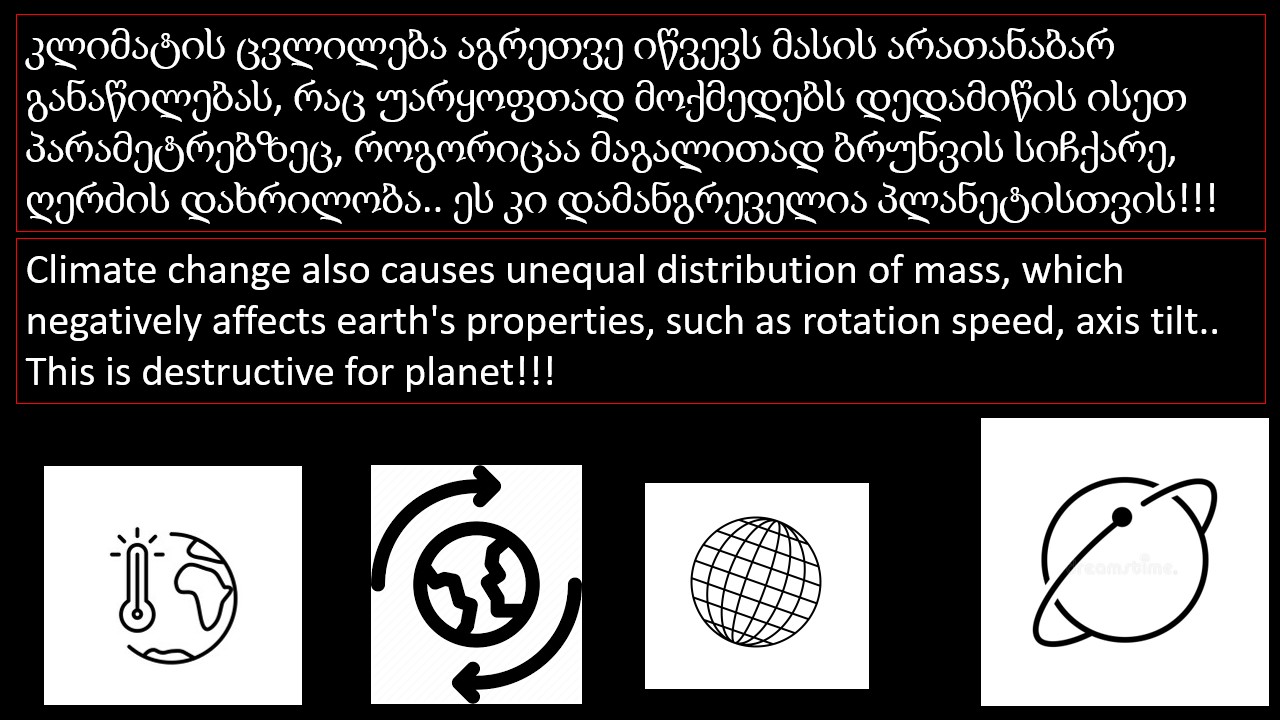 კლიმატის ცვლილება აგრეთვე იწვევს მასის არათანაბარ
განაწილებას, რაც უარყოფთად მოქმედებს დედამიწის ისეთ
პარამეტრებზეც, როგორიცაა მაგალითად ბრუნვის სიჩქარე,
ღერძის დახრილობა.. ეს კი დამანგრეველია პლანეტისთვის!!!
Climate change also causes unequal distribution of mass, which
negatively affects earth's properties, such as rotation speed, axis tilt..
This is destructive for planet!!!
dreamstime.